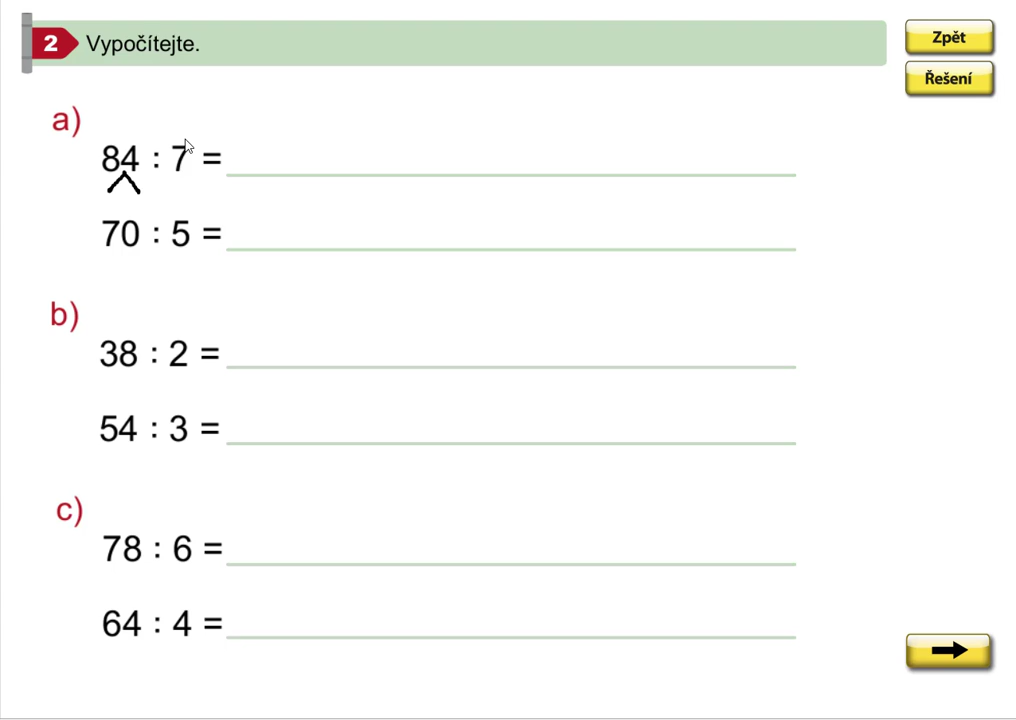 2 Vypočítejte.
Zpět
Řešení
a)
84 : 7 =
70 : 5 =
b)
38 : 2 =
54 : 3 =
c)
78 : 6 =
64 : 4 =